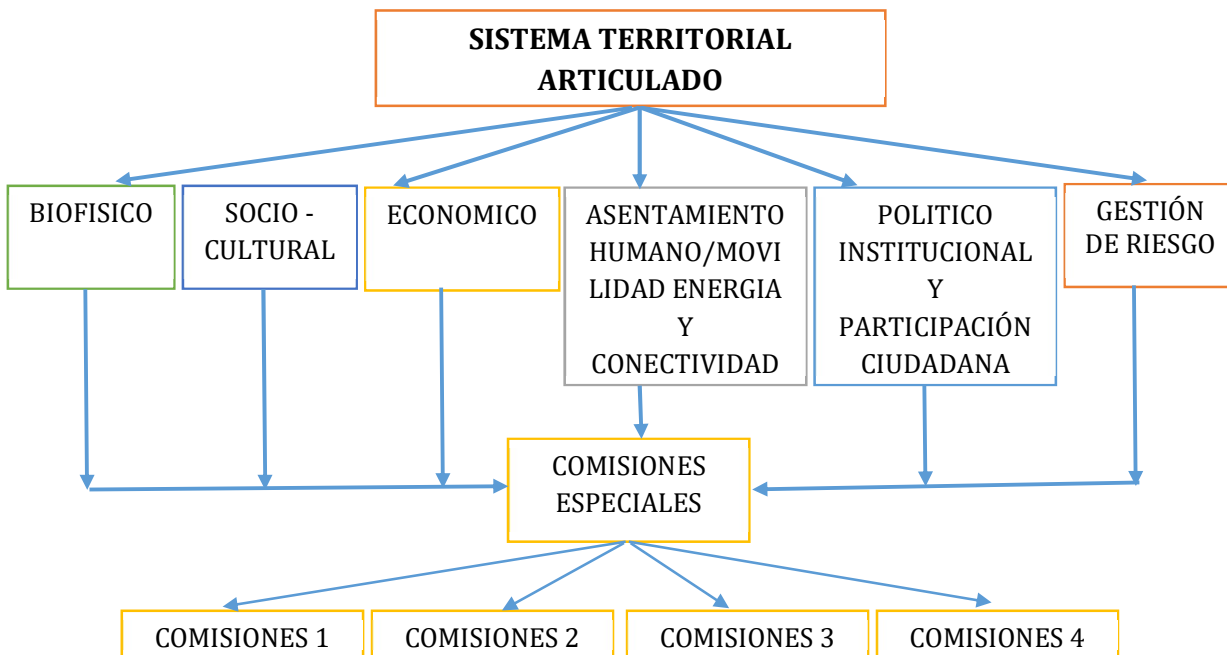 SISTEMA TERRITORIAL
ARTICULADO
BIOFISICO
SOCIO -
CULTURAL
ECONOMICO
ASENTAMIENTO
HUMANO/MOVI
LIDAD ENERGIA
Y
CONECTIVIDAD
POLITICO
INSTITUCIONAL
Y
PARTICIPACIÓN
CIUDADANA
GESTIÓN
DE RIESGO
COMISIONES
ESPECIALES
COMISIONES 1
COMISIONES 2
COMISIONES 3
COMISIONES 4